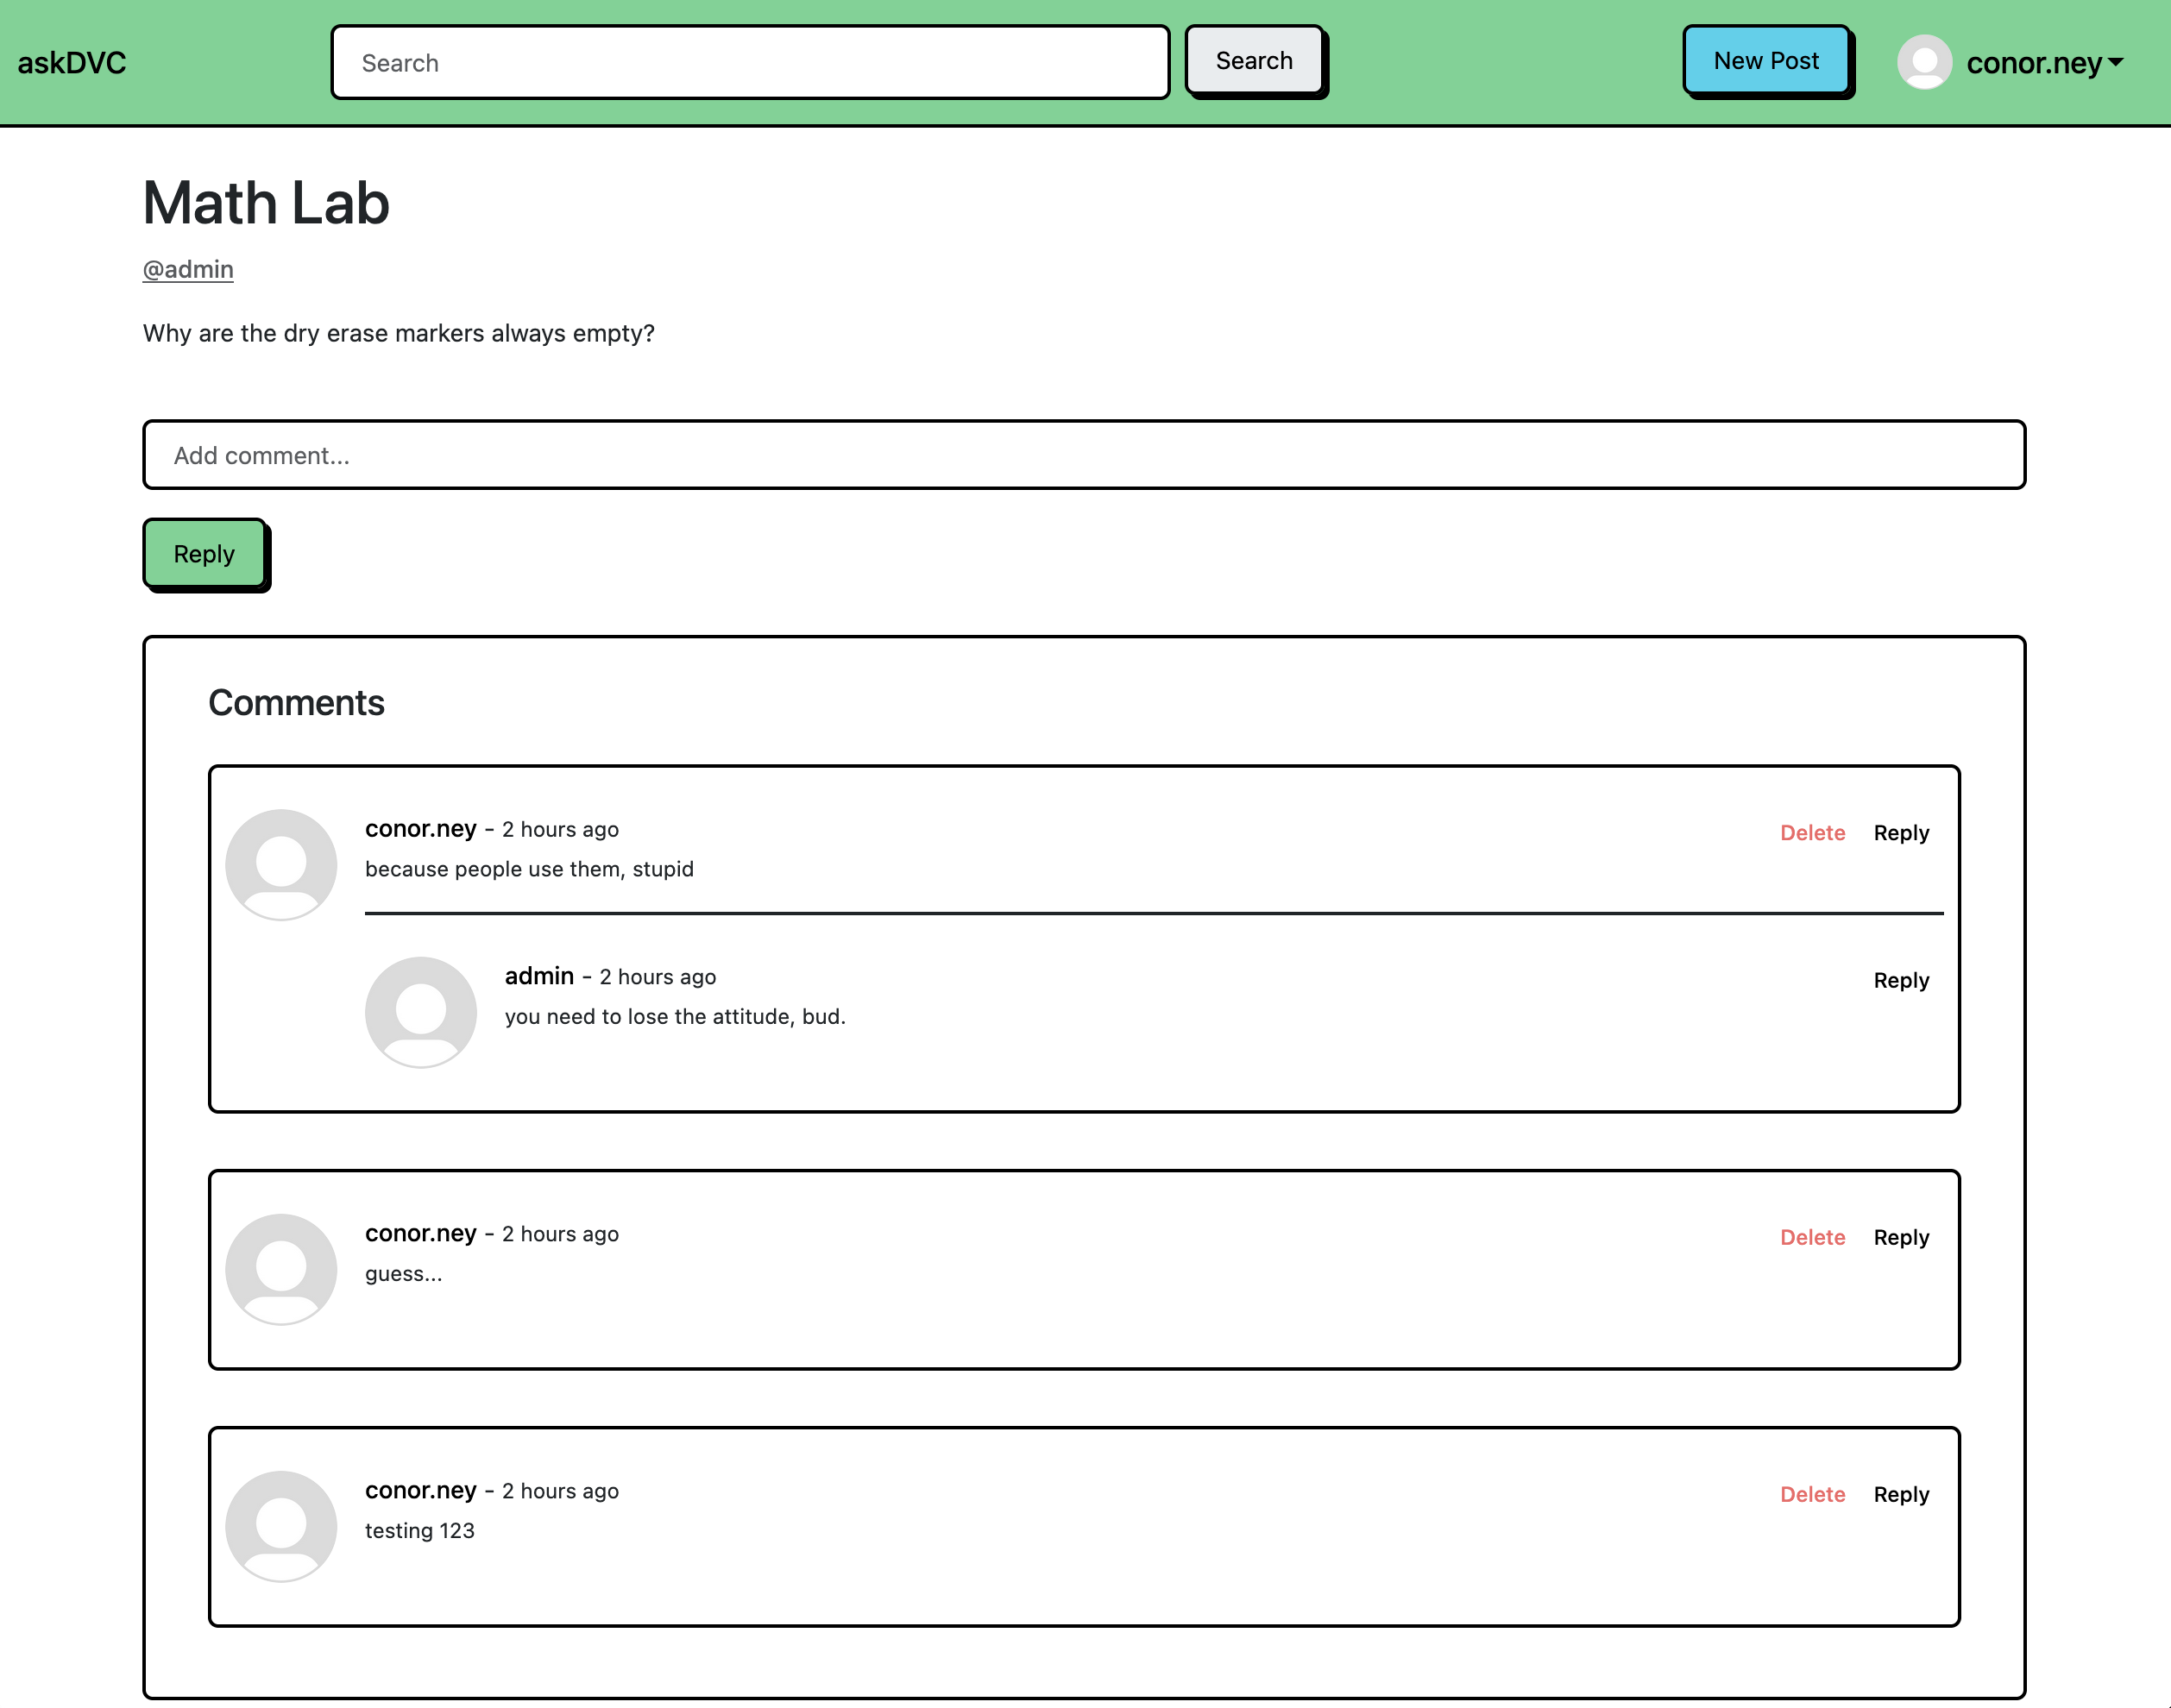 askDVC
Search
Search
New Post
conor.ney
Math Lab
@admin
Why are the dry erase markers always empty?
Add comment...
Reply
Comments
conor.ney - 2 hours ago
Delete Reply
because people use them, stupid
admin - 2 hours ago
Reply
you need to lose the attitude, bud.
conor.ney - 2 hours ago
Delete Reply
guess...
conor.ney - 2 hours ago
Delete Reply
testing 123